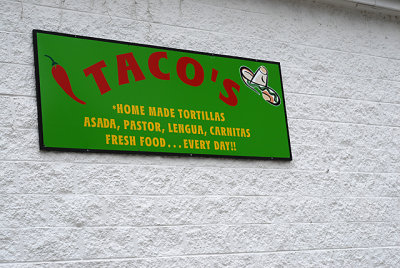 TACO'S
*HOME MADE TORTILLAS
ASADA, PASTOR, LENGUA, CARNITAS
FRESH FOOD...EVERY DAY!!